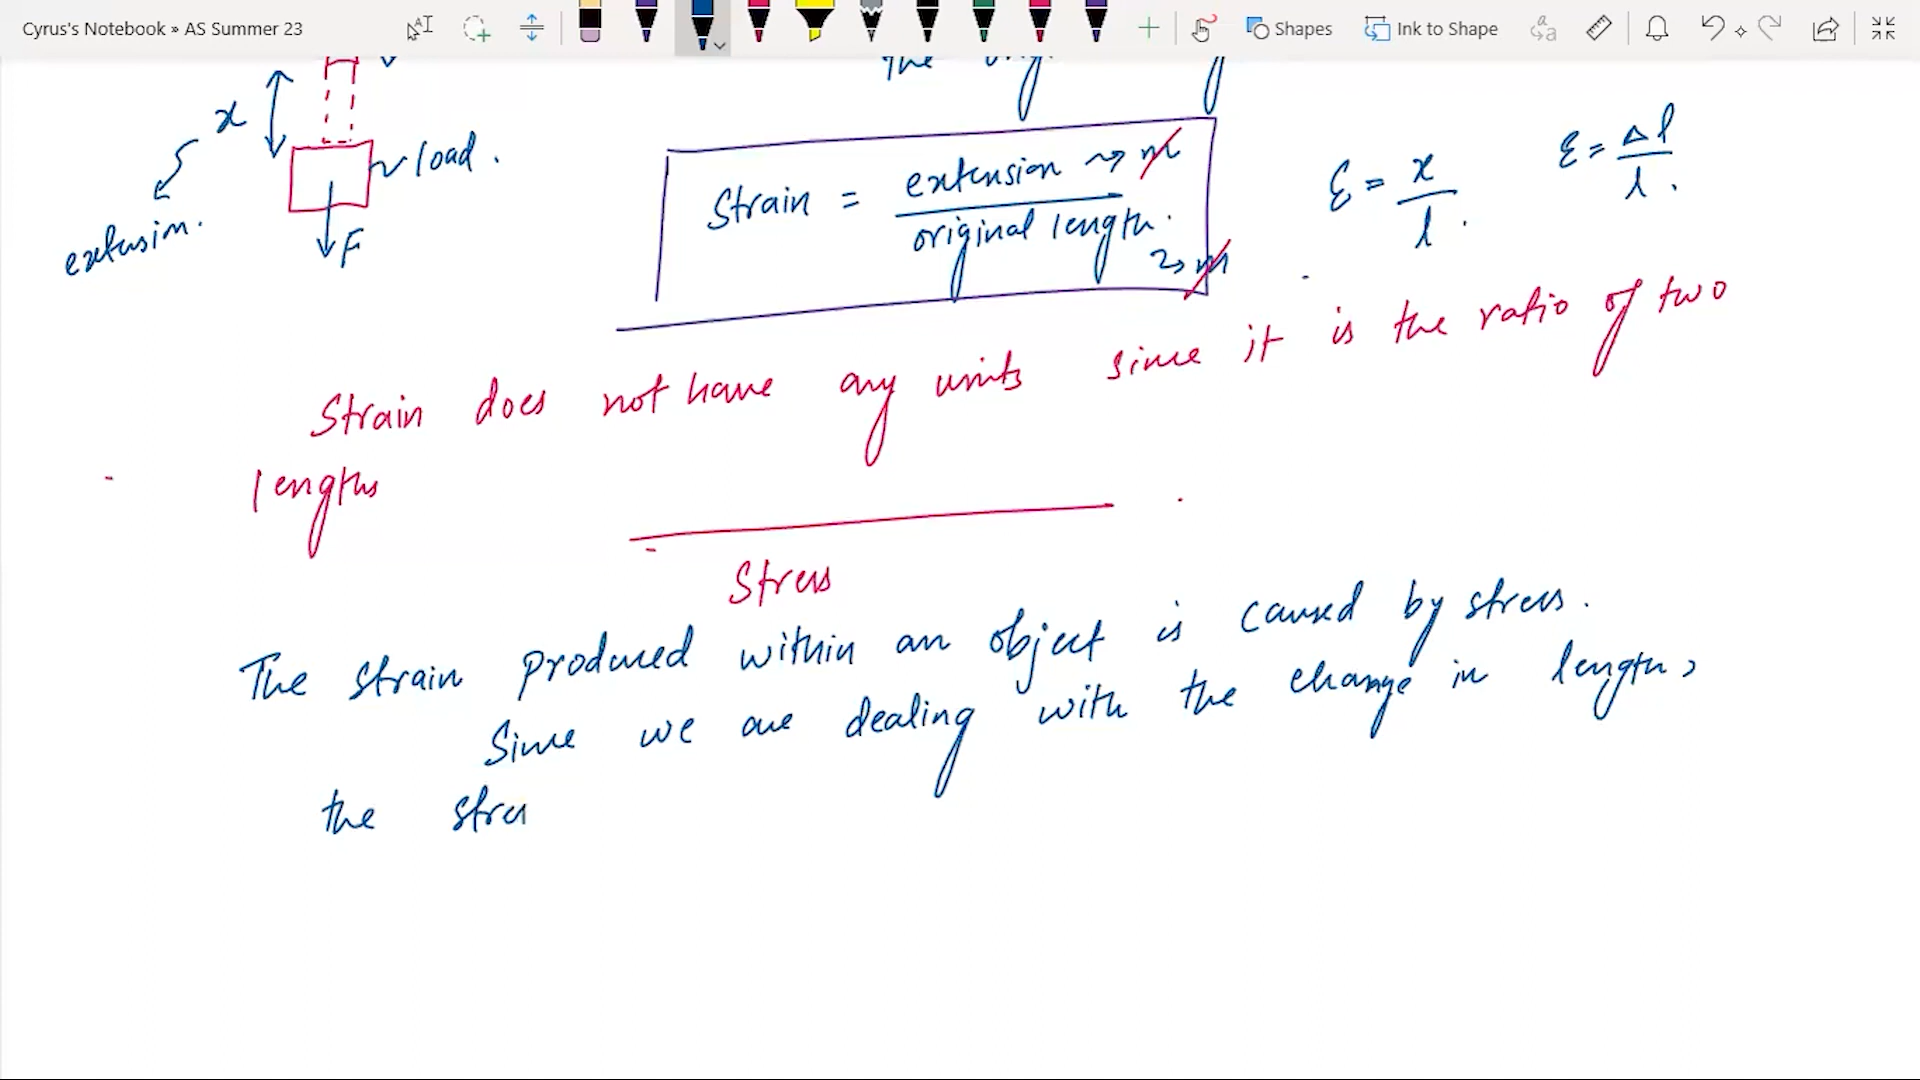 Cyrus's Notebook » AS Summer 23
Shapes
Ink to Shape
the
x
load.
extension.
F
Strain = extension → m
original length.
→ m
ε = x
l.
ε = Δl
l.
Strain does not have any units since it is the ratio of two
lengths
Stress
The strain produced within an object is caused by stress.
Since we are dealing with the change in length,
the stres